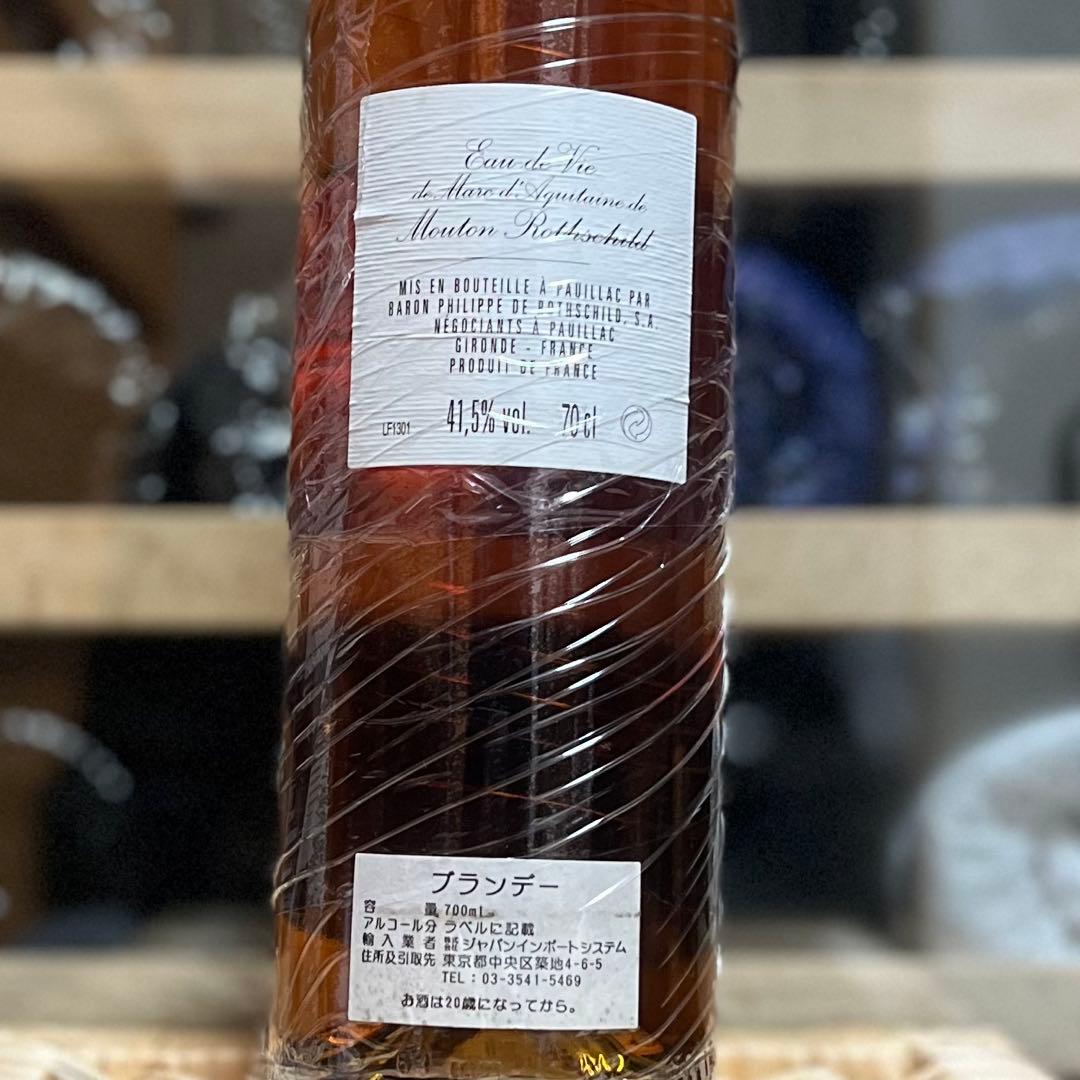 Eau de Vie
de Marc d'Aquitaine de
Mouton Rothschild
MIS EN BOUTEILLE À PAUILLAC PAR
BARON PHILIPPE DE ROTHSCHILD, S.A.
NÉGOCIANTS À PAUILLAC
GIRONDE - FRANCE
PRODUIT DE FRANCE
LF1301 41,5% vol. 70 cl
ブランデー
容 量 700mL
アルコール分 ラベルに記載
輸入業者 株式会社 ジャパンインポートシステム
住所及引取先 東京都中央区築地4-6-5
TEL：03-3541-5469
お酒は20歳になってから。